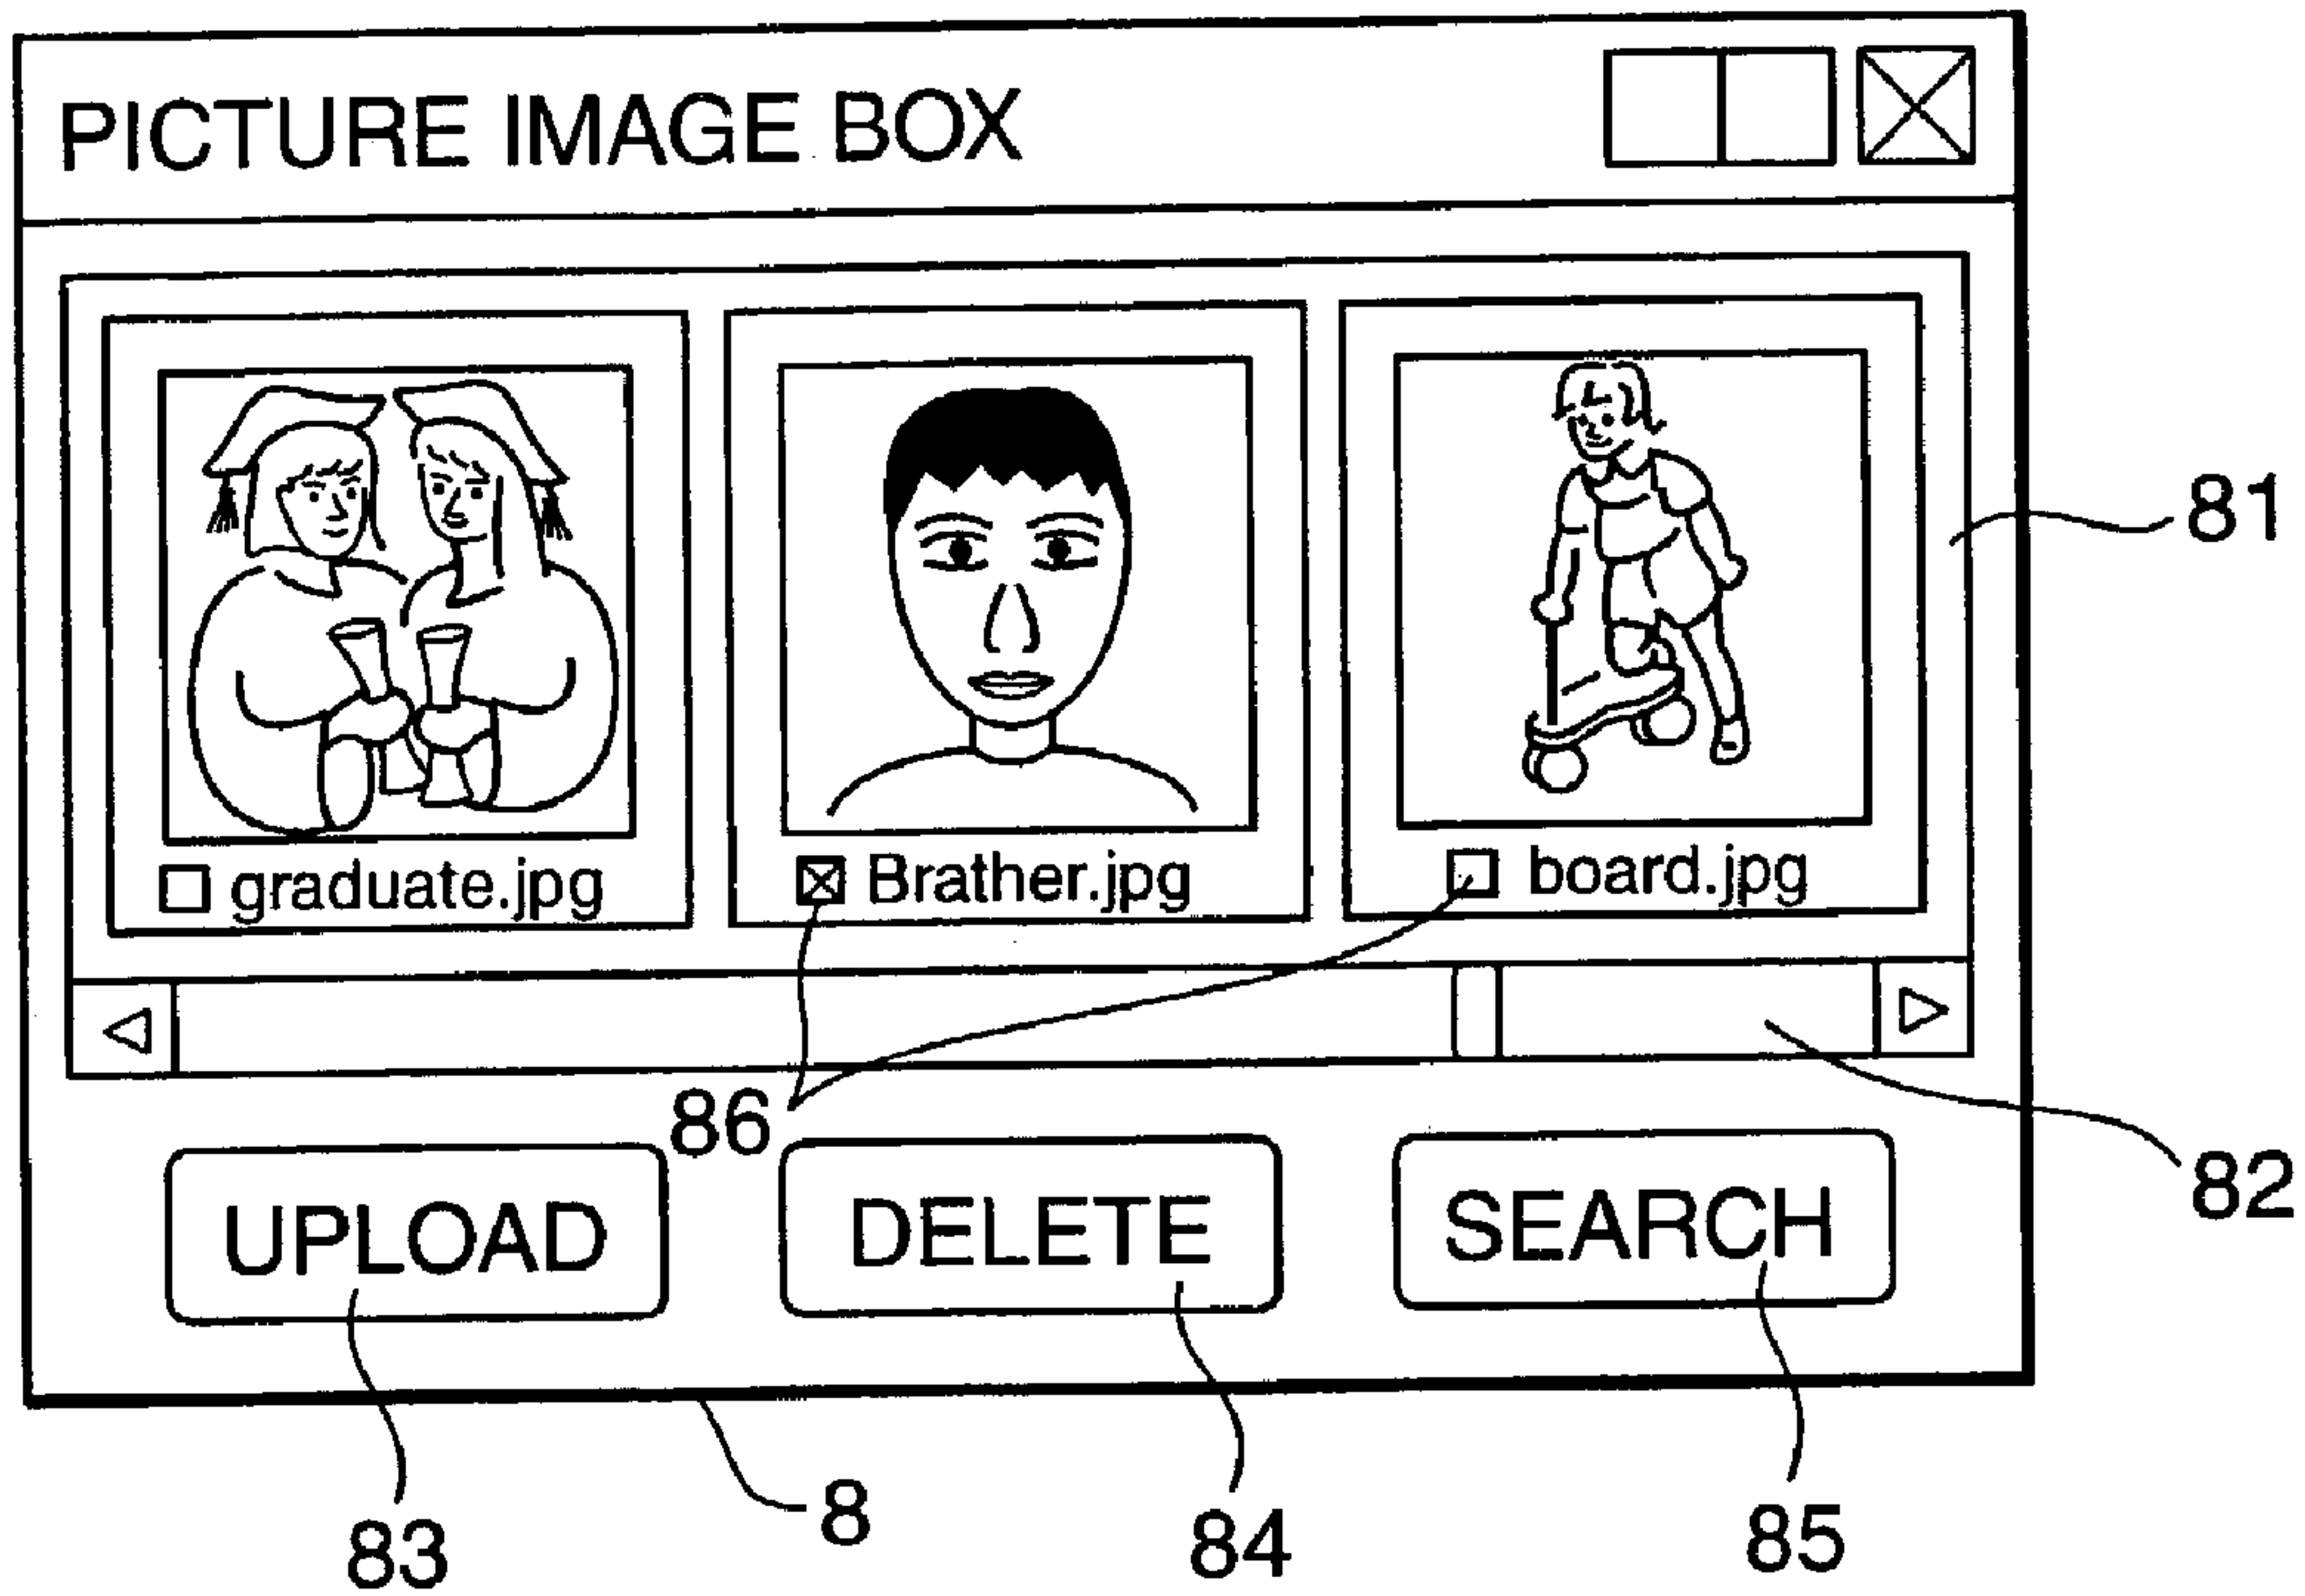 PICTURE IMAGE BOX
81
graduate.jpg
Brather.jpg
board.jpg
86
82
UPLOAD
DELETE
SEARCH
83
8
84
85